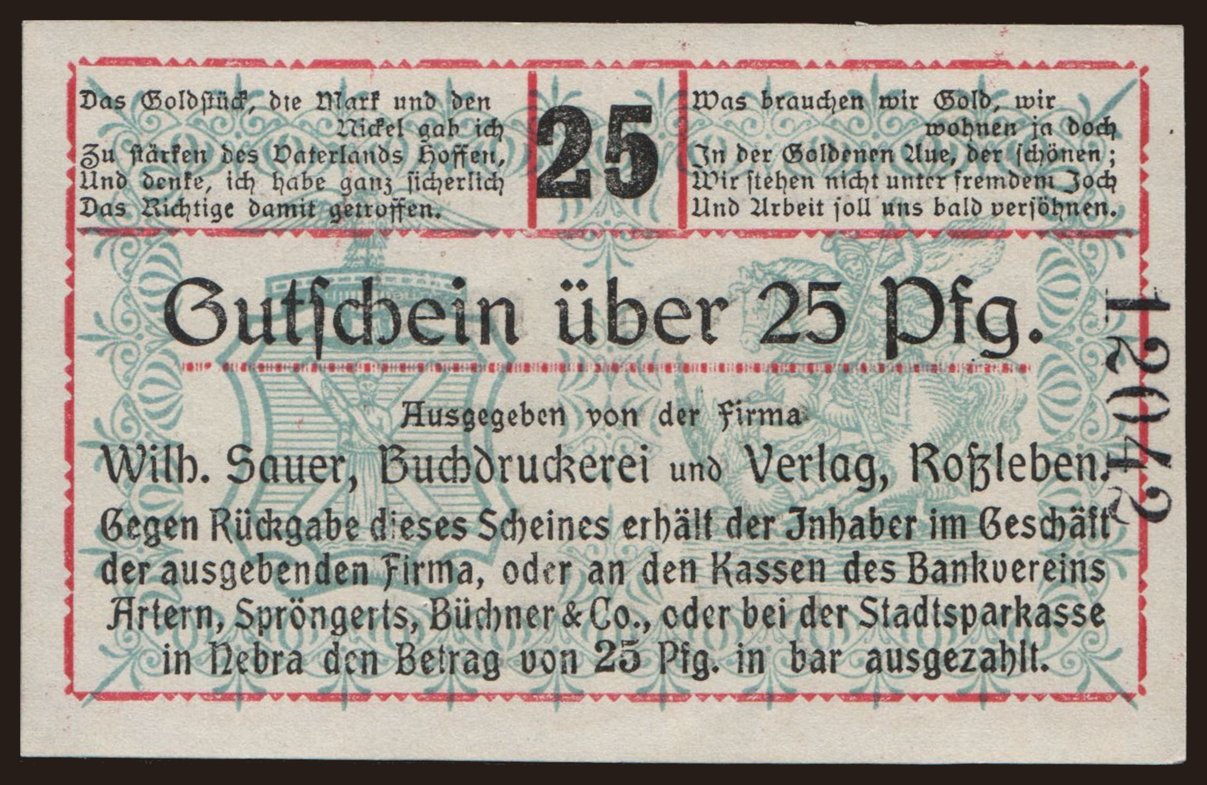 Das Goldstück, die Mark und den
Nickel gab ich
Zu stärken des Vaterlands Hoffen,
Und denke, ich habe ganz sicherlich
Das Richtige damit getroffen.
25
Was brauchen wir Gold, wir
wohnen ja doch
In der Goldenen Aue, der schönen;
Wir stehen nicht unter fremdem Joch
Und Arbeit soll uns bald versöhnen.
Gutschein über 25 Pfg.
Ausgegeben von der Firma
Wilh. Sauer, Buchdruckerei und Verlag, Roßleben.
Gegen Rückgabe dieses Scheines erhält der Inhaber im Geschäft
der ausgebenden Firma, oder an den Kassen des Bankvereins
Artern, Spröngerts, Büchner & Co., oder bei der Stadtsparkasse
in Nebra den Betrag von 25 Pfg. in bar ausgezahlt.
12042